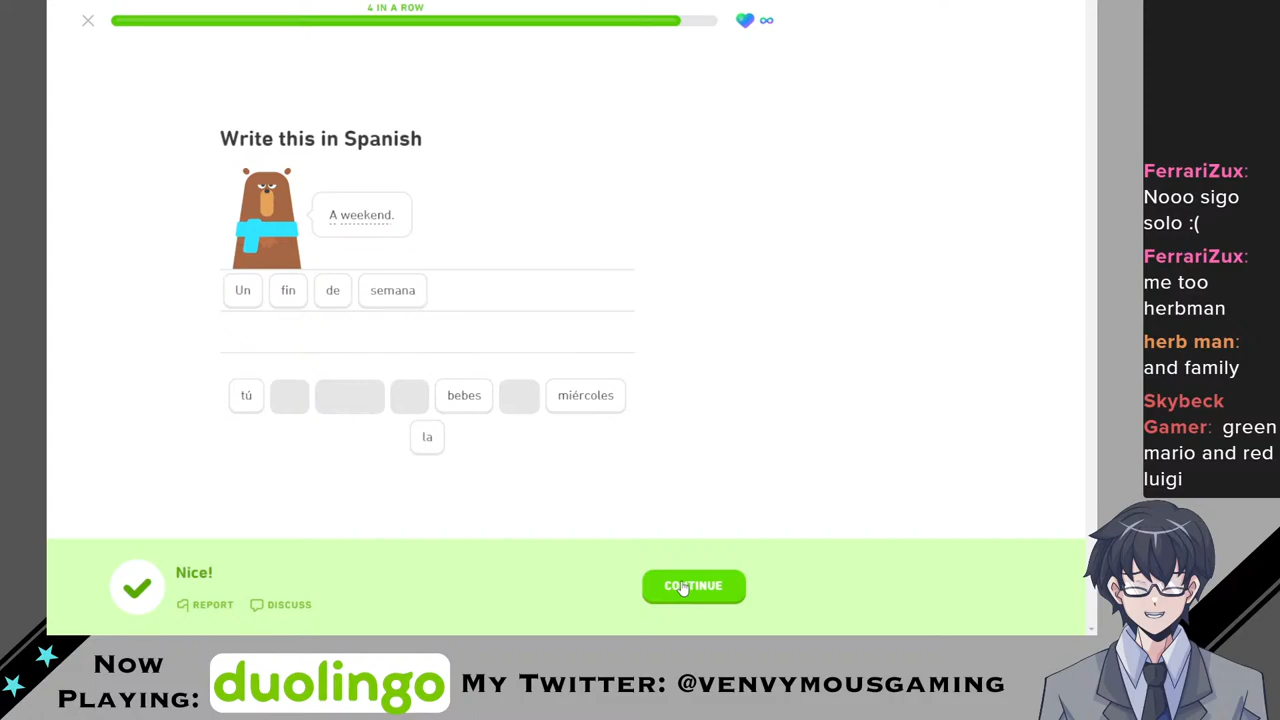 4 IN A ROW
Write this in Spanish
A weekend.
Un fin de semana
tú bebes miércoles
la
Nice!
REPORT DISCUSS
CONTINUE
FerrariZux:
Nooo sigo
solo :(
FerrariZux:
me too
herbman
herb man:
and family
Skybeck
Gamer: green
mario and red
luigi
Now
Playing:
duolingo
My Twitter: @venvymousgaming